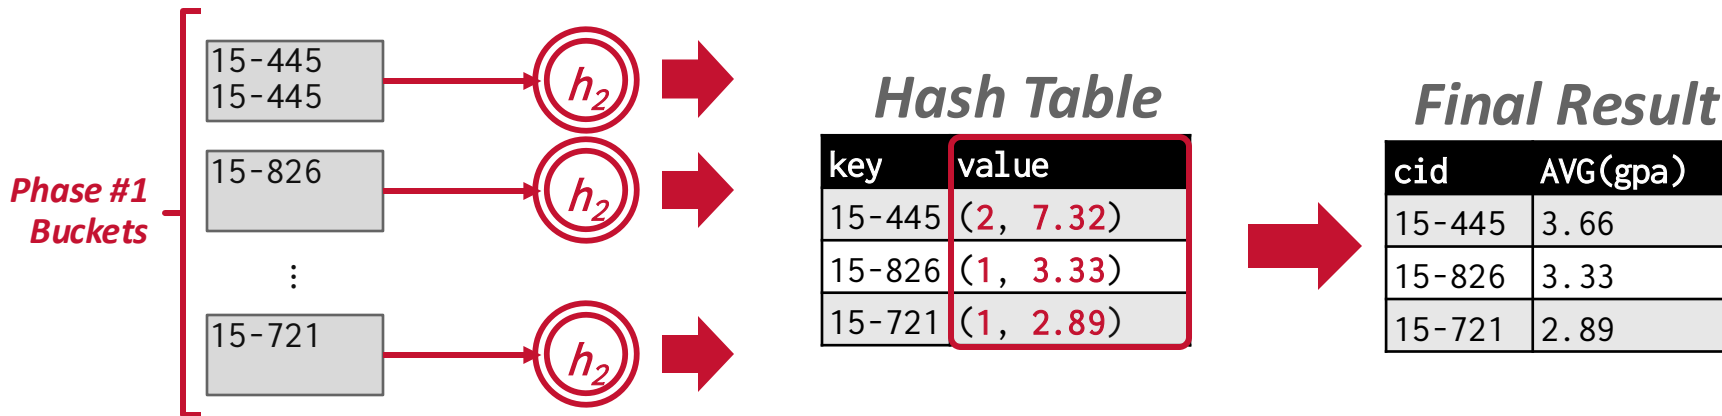 Phase #1
Buckets
15-445
15-445
15-826
⋮
15-721
h2
h2
h2
Hash Table
key value
15-445 (2, 7.32)
15-826 (1, 3.33)
15-721 (1, 2.89)
Final Result
cid AVG(gpa)
15-445 3.66
15-826 3.33
15-721 2.89